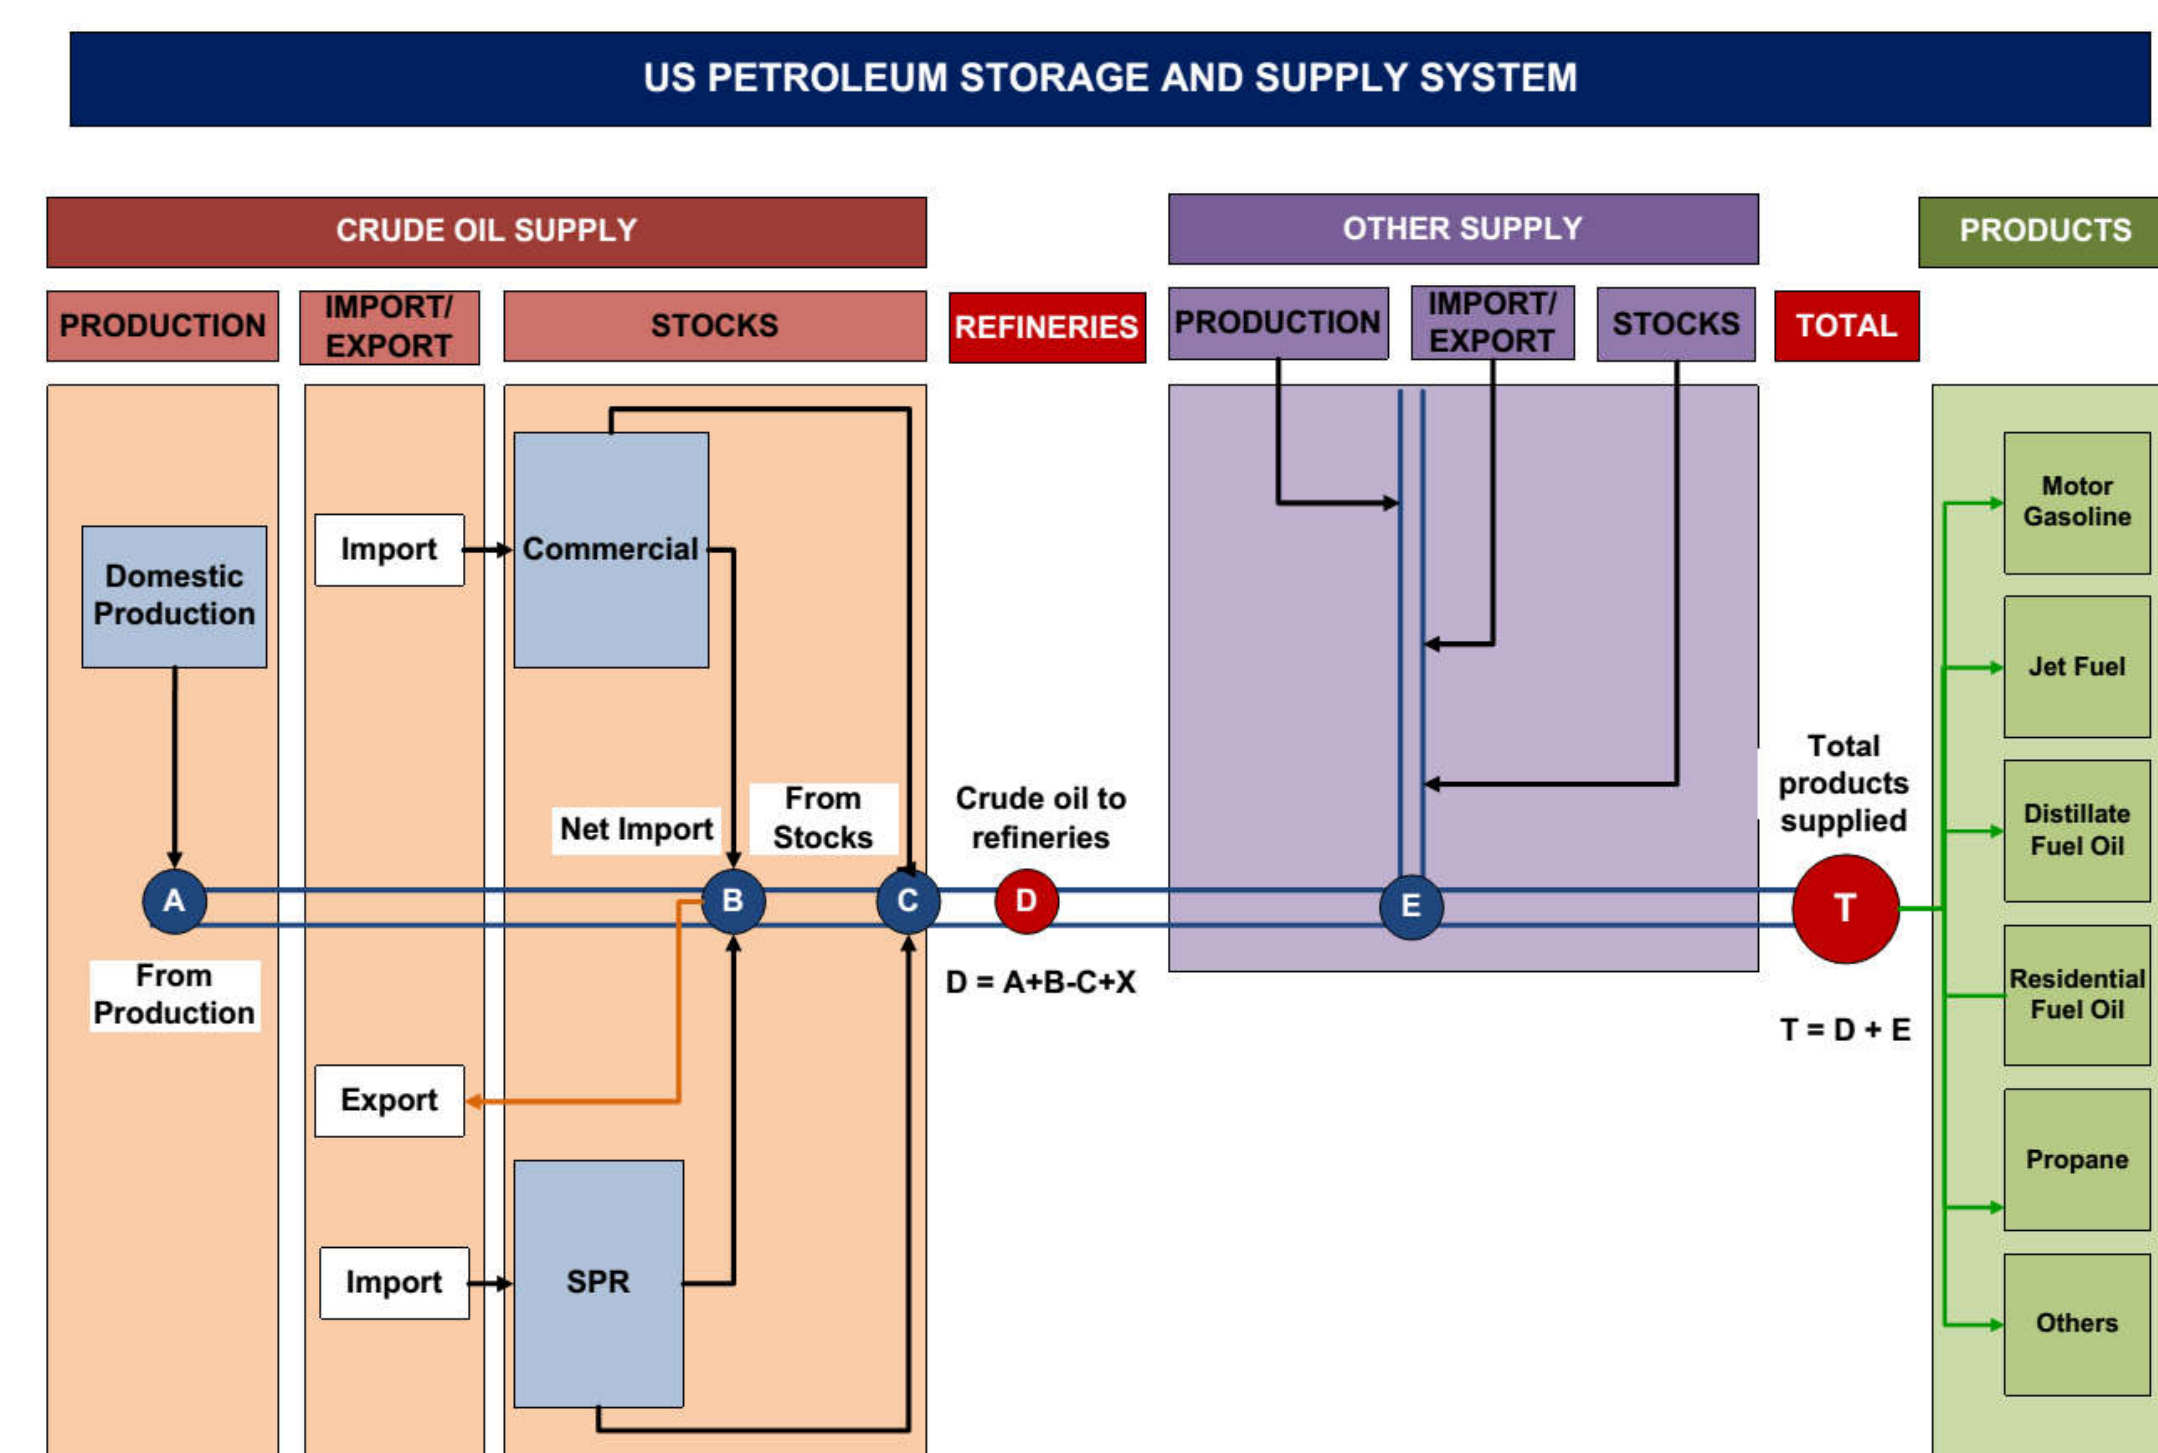 US PETROLEUM STORAGE AND SUPPLY SYSTEM
CRUDE OIL SUPPLY
OTHER SUPPLY
PRODUCTS
PRODUCTION
IMPORT/
EXPORT
STOCKS
REFINERIES
PRODUCTION
IMPORT/
EXPORT
STOCKS
TOTAL
Domestic
Production
Import
Commercial
Net Import
From
Stocks
Crude oil to
refineries
Total
products
supplied
A
B
C
D
E
T
From
Production
D = A+B-C+X
T = D + E
Export
Import
SPR
Motor
Gasoline
Jet Fuel
Distillate
Fuel Oil
Residential
Fuel Oil
Propane
Others